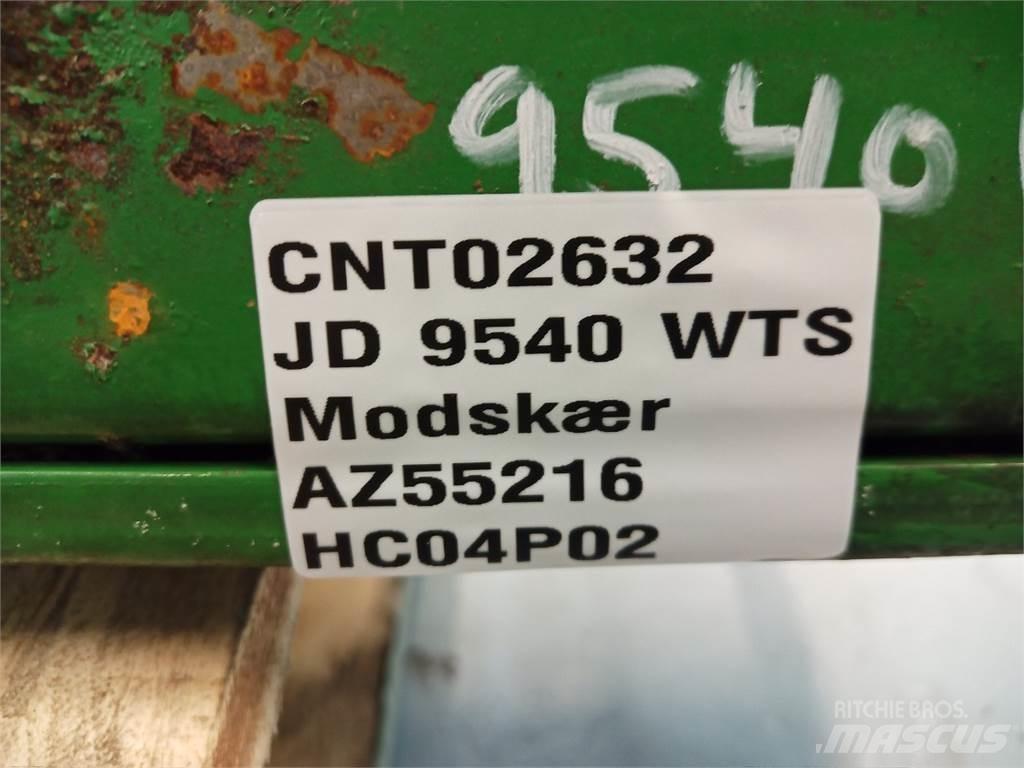 9540
CNT02632
JD 9540 WTS
Modskær
AZ55216
HC04P02
RITCHIE BROS.
MASCUS